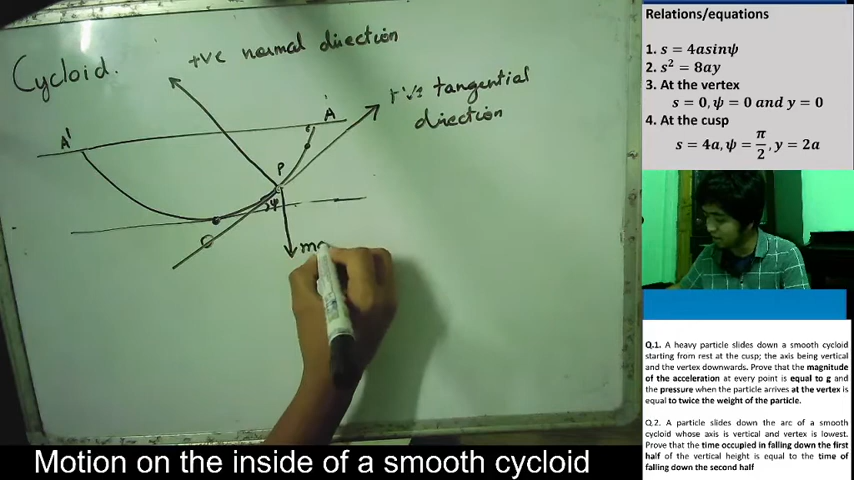 Cycloid.
+ve normal direction
+ve tangential
direction
A'
A
P
ψ
O
mg
Relations/equations
1. s = 4asinψ
2. s² = 8ay
3. At the vertex
s = 0, ψ = 0 and y = 0
4. At the cusp
s = 4a, ψ = π/2, y = 2a
Q.1. A heavy particle slides down a smooth cycloid
starting from rest at the cusp; the axis being vertical
and the vertex downwards. Prove that the magnitude
of the acceleration at every point is equal to g and
the pressure when the particle arrives at the vertex is
equal to twice the weight of the particle.
Q.2. A particle slides down the arc of a smooth
cycloid whose axis is vertical and vertex is lowest.
Prove that the time occupied in falling down the first
half of the vertical height is equal to the time of
falling down the second half
Motion on the inside of a smooth cycloid